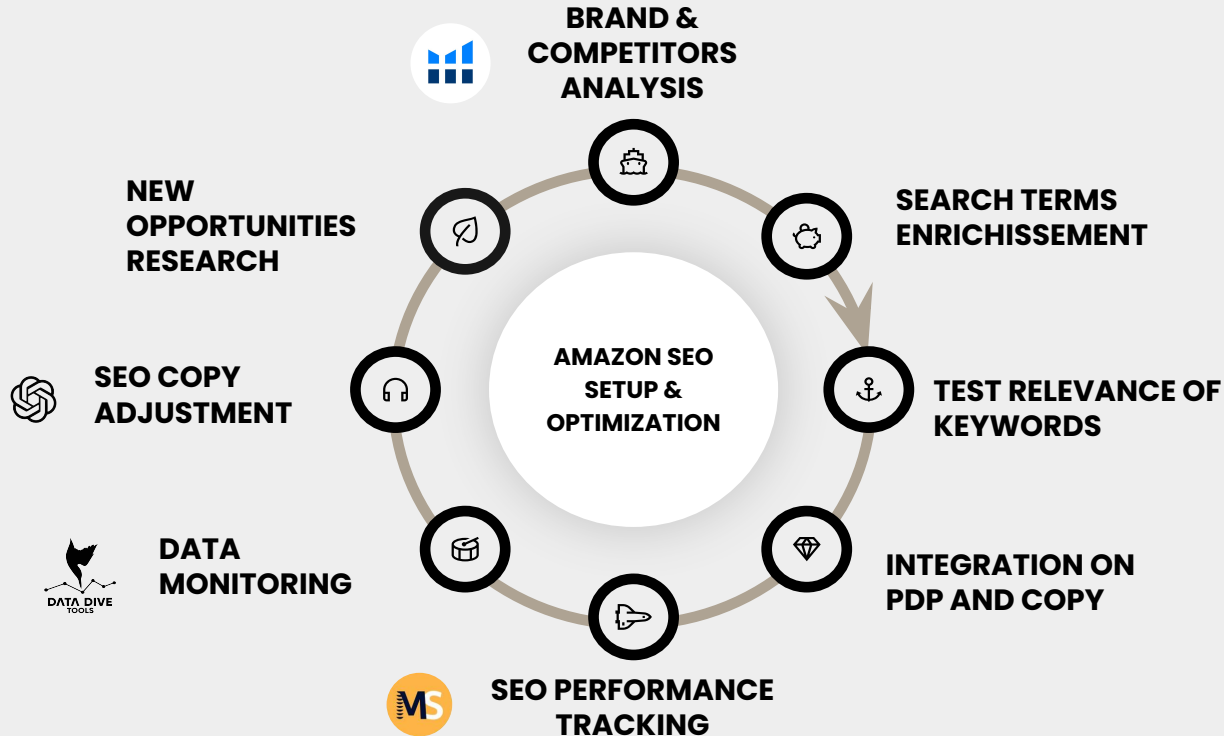 BRAND &
COMPETITORS
ANALYSIS
SEARCH TERMS
ENRICHISSEMENT
TEST RELEVANCE OF
KEYWORDS
INTEGRATION ON
PDP AND COPY
SEO PERFORMANCE
TRACKING
MS
DATA
MONITORING
DATA DIVE
TOOLS
SEO COPY
ADJUSTMENT
NEW
OPPORTUNITIES
RESEARCH
AMAZON SEO
SETUP &
OPTIMIZATION